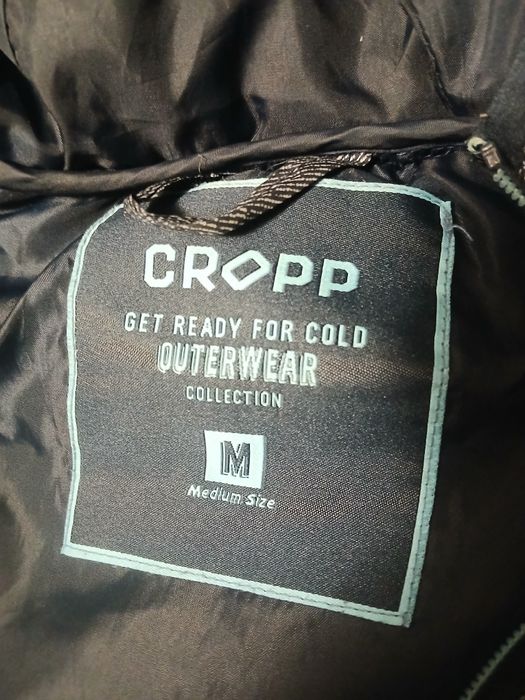 CROPP
GET READY FOR COLD
OUTERWEAR
COLLECTION
M
Medium Size